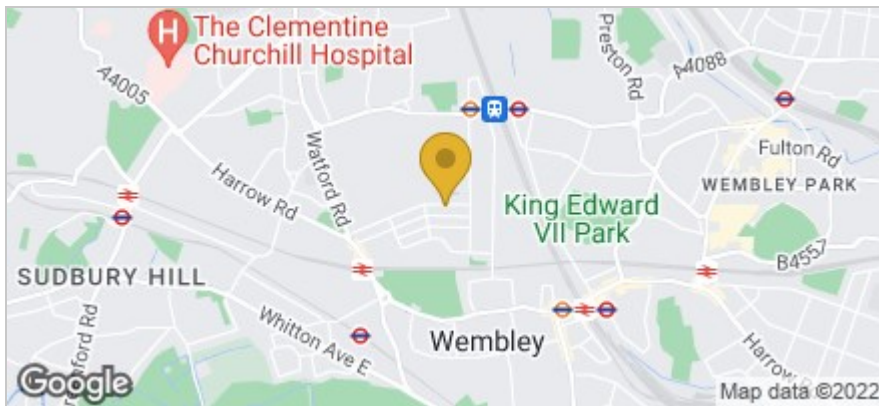 H The Clementine
Churchill Hospital
A4005
Preston Rd
A4088
Watford Rd
Fulton Rd
Harrow Rd
WEMBLEY PARK
King Edward
VII Park
B4557
SUDBURY HILL
Whitton Ave E
Wembley
Harrow
Google
Map data ©2022